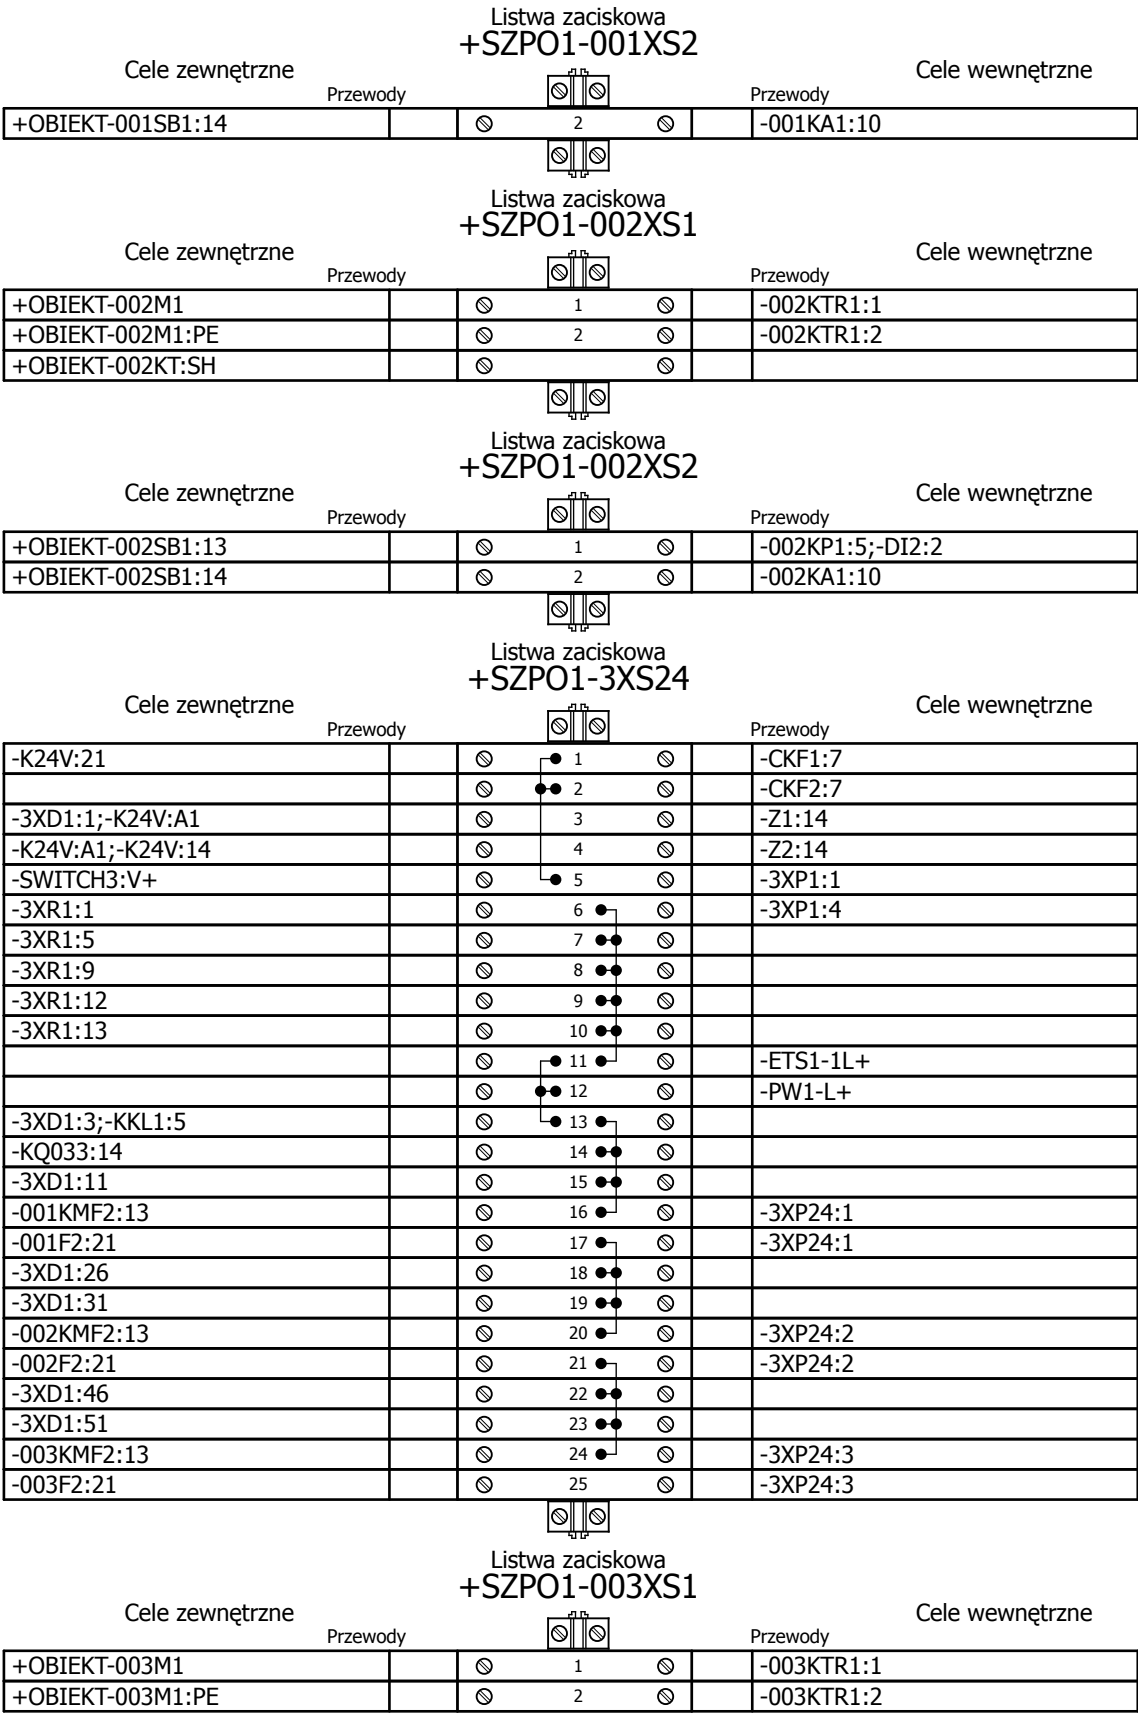 Listwa zaciskowa
+SZPO1-001XS2
Cele zewnętrzne Cele wewnętrzne
Przewody Przewody
+OBIEKT-001SB1:14 2 -001KA1:10
Listwa zaciskowa
+SZPO1-002XS1
Cele zewnętrzne Cele wewnętrzne
Przewody Przewody
+OBIEKT-002M1 1 -002KTR1:1
+OBIEKT-002M1:PE 2 -002KTR1:2
+OBIEKT-002KT:SH
Listwa zaciskowa
+SZPO1-002XS2
Cele zewnętrzne Cele wewnętrzne
Przewody Przewody
+OBIEKT-002SB1:13 1 -002KP1:5;-DI2:2
+OBIEKT-002SB1:14 2 -002KA1:10
Listwa zaciskowa
+SZPO1-3XS24
Cele zewnętrzne Cele wewnętrzne
Przewody Przewody
-K24V:21 1 -CKF1:7
2 -CKF2:7
-3XD1:1;-K24V:A1 3 -Z1:14
-K24V:A1;-K24V:14 4 -Z2:14
-SWITCH3:V+ 5 -3XP1:1
-3XR1:1 6 -3XP1:4
-3XR1:5 7
-3XR1:9 8
-3XR1:12 9
-3XR1:13 10
11 -ETS1-1L+
12 -PW1-L+
-3XD1:3;-KKL1:5 13
-KQ033:14 14
-3XD1:11 15
-001KMF2:13 16 -3XP24:1
-001F2:21 17 -3XP24:1
-3XD1:26 18
-3XD1:31 19
-002KMF2:13 20 -3XP24:2
-002F2:21 21 -3XP24:2
-3XD1:46 22
-3XD1:51 23
-003KMF2:13 24 -3XP24:3
-003F2:21 25 -3XP24:3
Listwa zaciskowa
+SZPO1-003XS1
Cele zewnętrzne Cele wewnętrzne
Przewody Przewody
+OBIEKT-003M1 1 -003KTR1:1
+OBIEKT-003M1:PE 2 -003KTR1:2